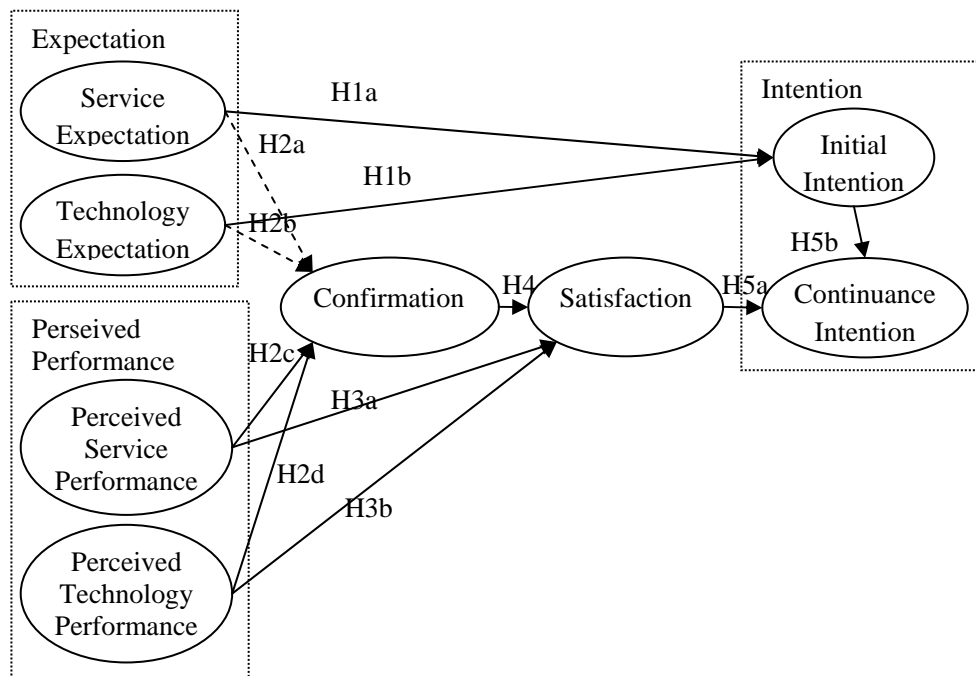 Expectation
Service
Expectation
Technology
Expectation
H1a
H2a
H1b
H2b
Intention
Initial
Intention
H5b
Confirmation
H4
Satisfaction
H5a
Continuance
Intention
Perseived
Performance
H2c
Perceived
Service
Performance
H3a
H2d
H3b
Perceived
Technology
Performance